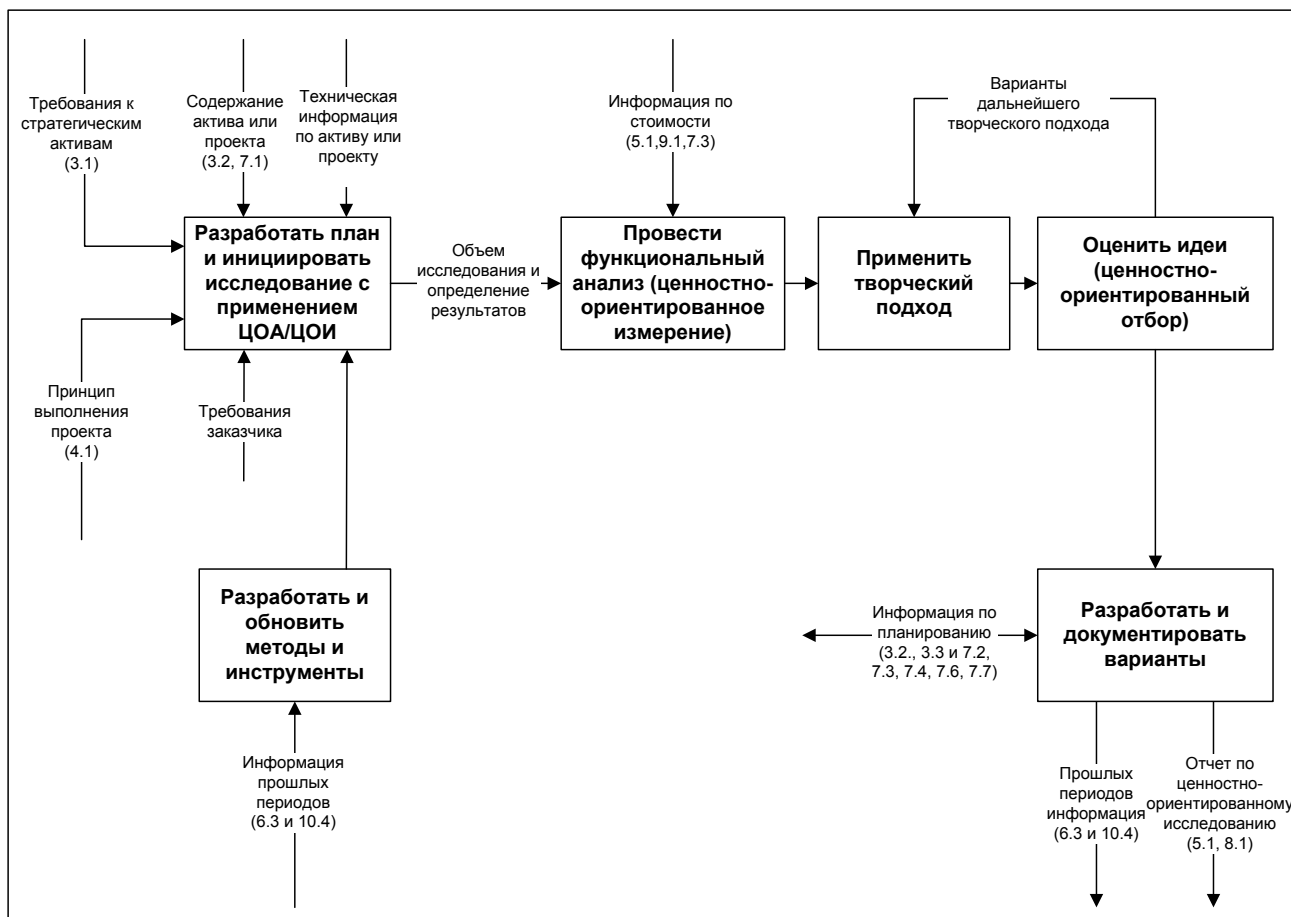 Требования к
стратегическим
активам
(3.1)
Содержание
актива или
проекта
(3.2, 7.1)
Техническая
информация
по активу или
проекту
Информация по
стоимости
(5.1,9.1,7.3)
Варианты
дальнейшего
творческого подхода
Разработать план
и инициировать
исследование с
применением
ЦОА/ЦОИ
Объем
исследования и
определение
результатов
Провести
функциональный
анализ (ценностно-
ориентированное
измерение)
Применить
творческий
подход
Оценить идеи
(ценностно-
ориентированный
отбор)
Принцип
выполнения
проекта
(4.1)
Требования
заказчика
Разработать и
обновить
методы и
инструменты
Информация по
планированию
(3.2., 3.3 и 7.2,
7.3, 7.4, 7.6, 7.7)
Разработать и
документировать
варианты
Информация
прошлых
периодов
(6.3 и 10.4)
Прошлых
периодов
информация
(6.3 и 10.4)
Отчет по
ценностно-
ориентированному
исследованию
(5.1, 8.1)